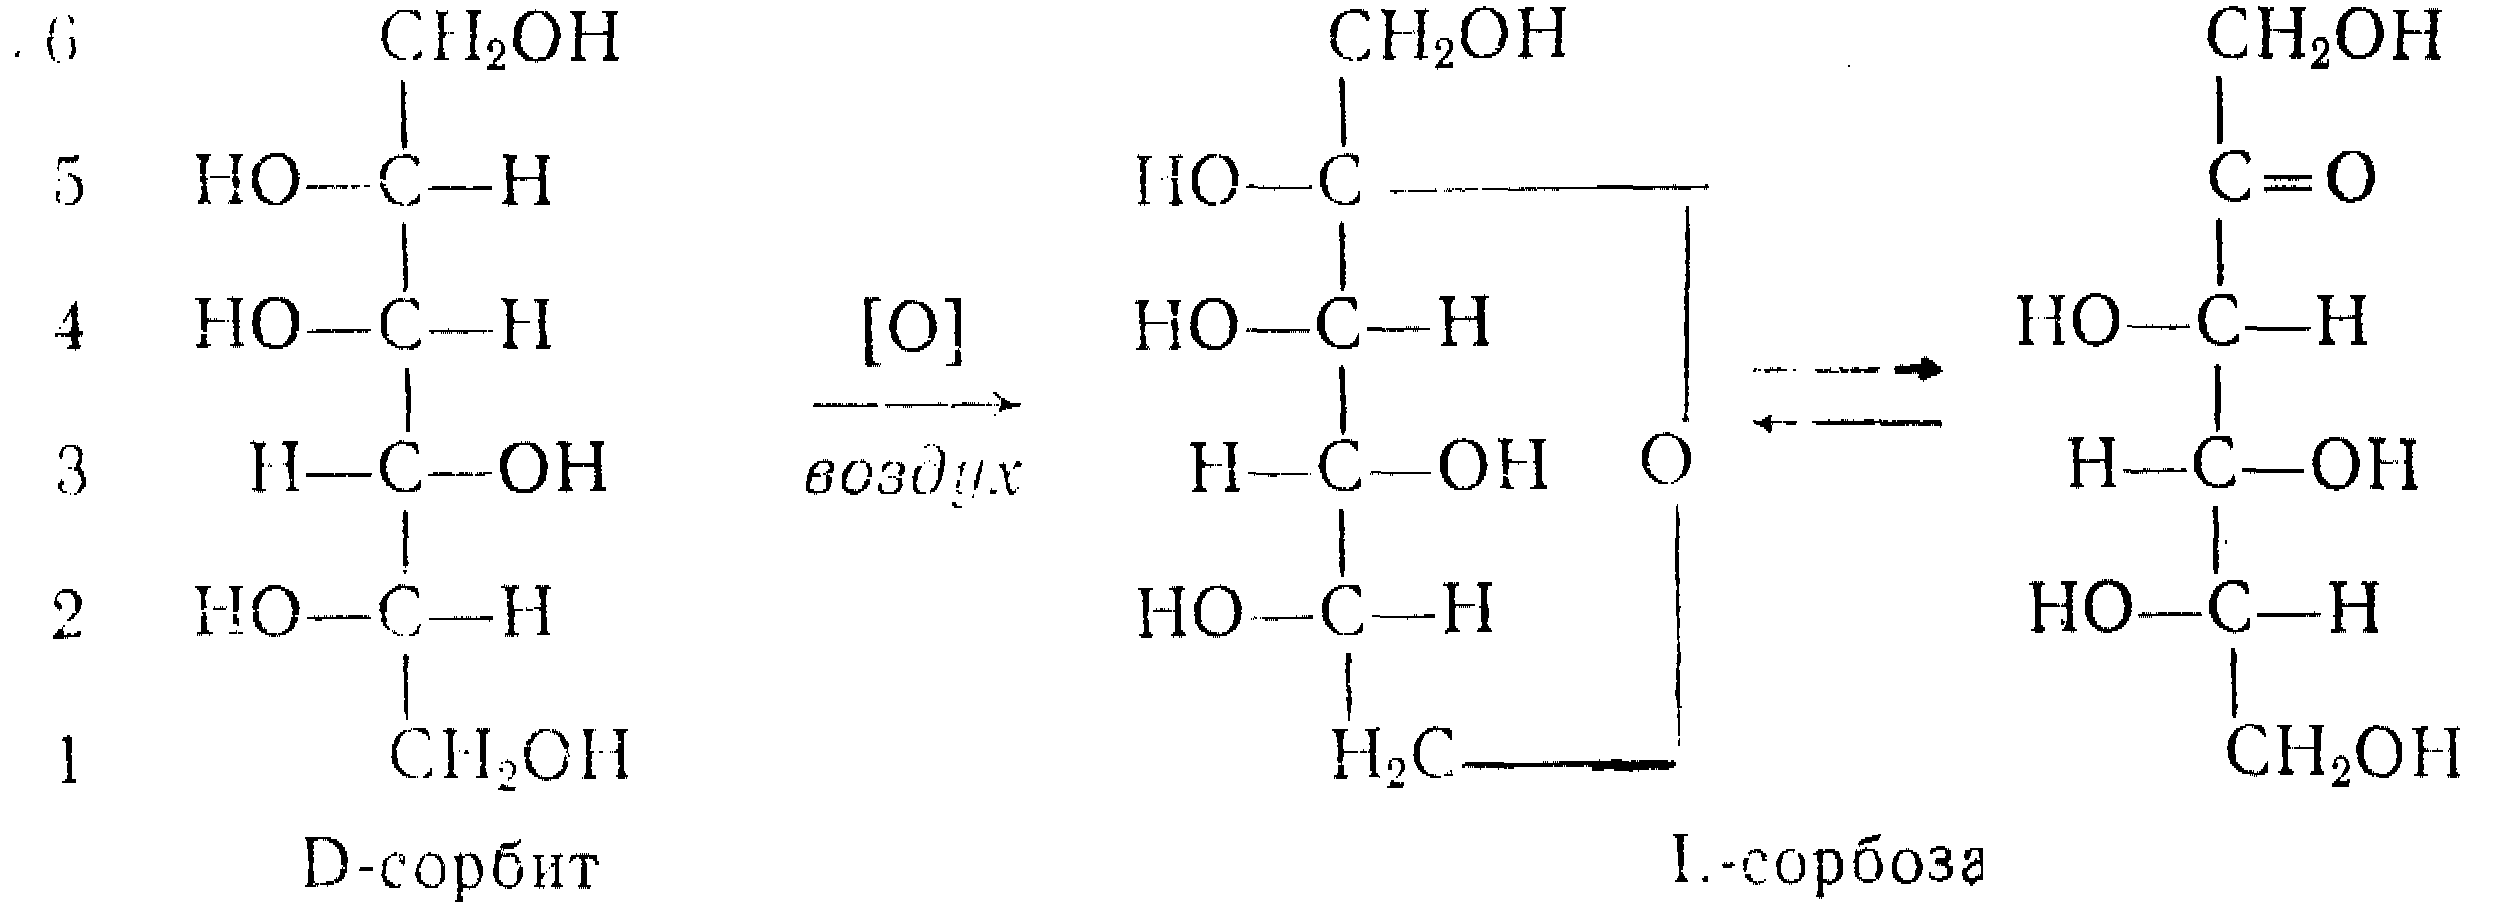 6 CH₂OH CH₂OH CH₂OH
5 HO—C—H HO—C C=O
4 HO—C—H [O] HO—C—H HO—C—H
3 H—C—OH воздух H—C—OH O H—C—OH
2 HO—C—H HO—C—H HO—C—H
1 CH₂OH H₂C CH₂OH
D-сорбит L-сорбоза